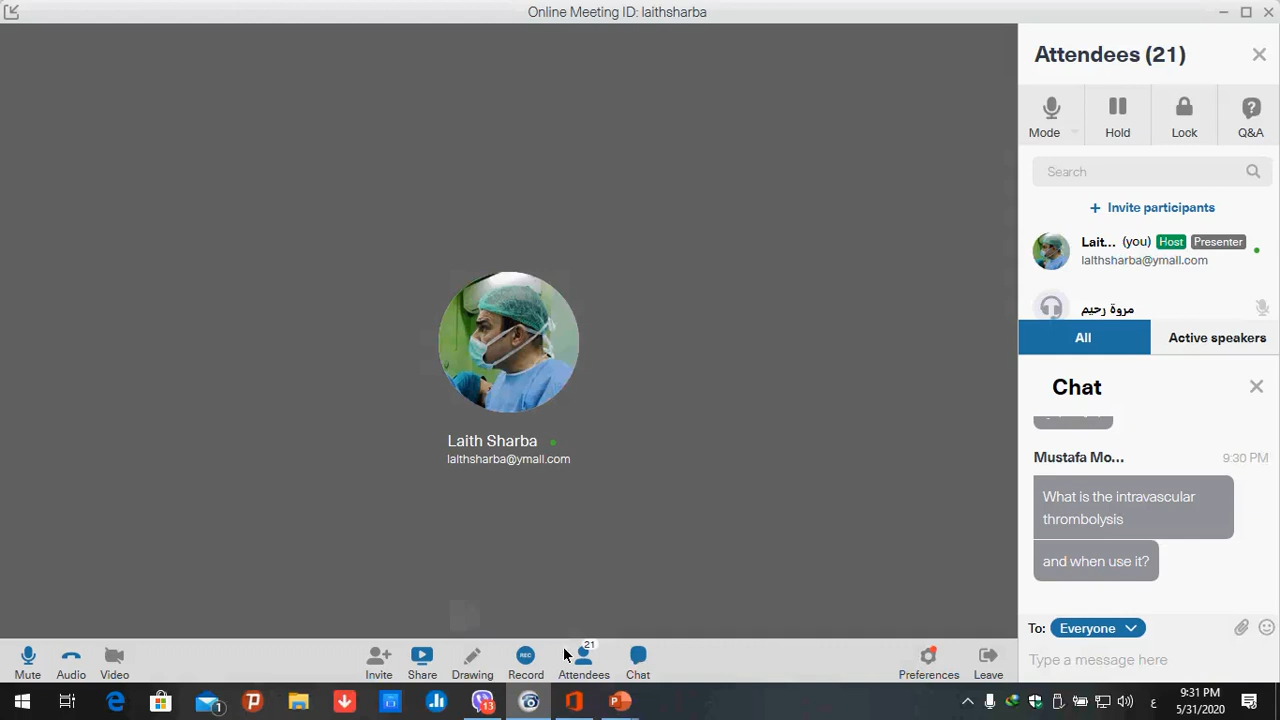 Online Meeting ID: laithsharba
Attendees (21)
Mode
Hold
Lock
Q&A
Search
+ Invite participants
Lait... (you) Host Presenter
laithsharba@ymail.com
مروة رحيم
All
Active speakers
Chat
Mustafa Mo... 9:30 PM
What is the intravascular
thrombolysis
and when use it?
To: Everyone
Type a message here
Laith Sharba
laithsharba@ymail.com
Mute
Audio
Video
Invite
Share
Drawing
REC
Record
21
Attendees
Chat
Preferences
Leave
1
13
ع
9:31 PM
5/31/2020